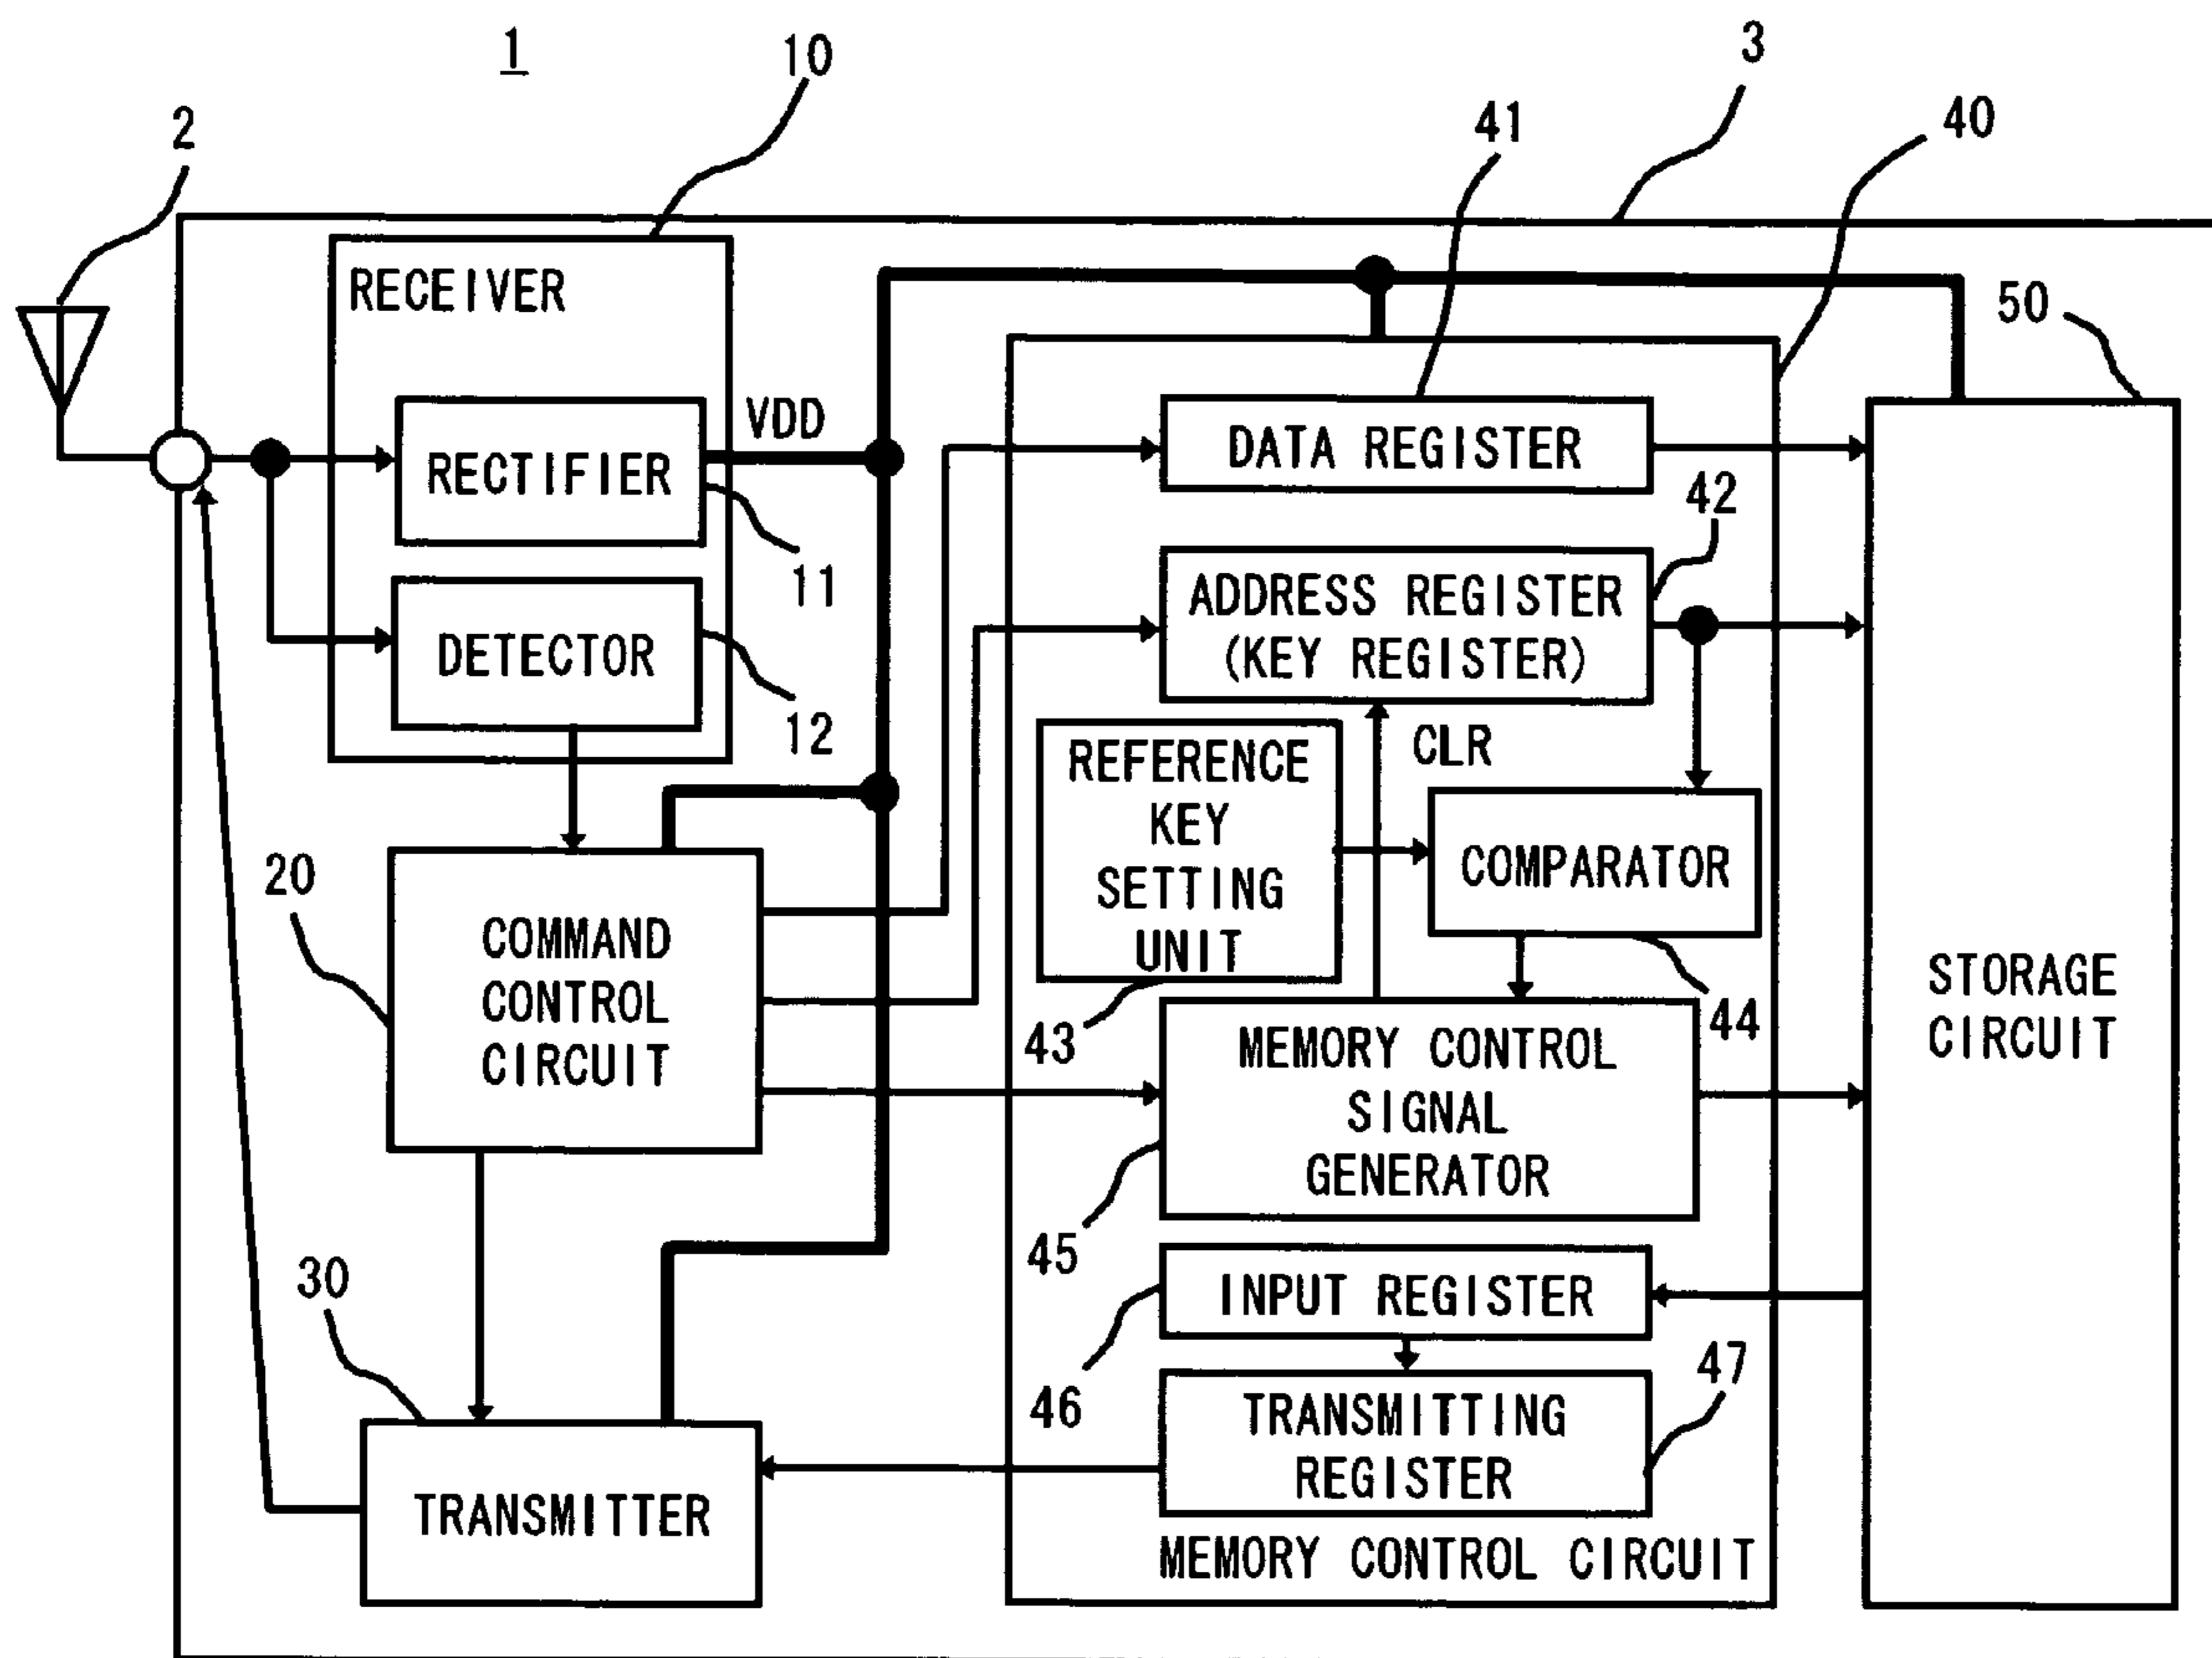 1
10
3
2
41
40
RECEIVER
50
VDD
RECTIFIER
DATA REGISTER
42
11
ADDRESS REGISTER
(KEY REGISTER)
DETECTOR
12
CLR
REFERENCE
KEY
SETTING
UNIT
COMPARATOR
20
COMMAND
CONTROL
CIRCUIT
43
44
STORAGE
CIRCUIT
MEMORY CONTROL
SIGNAL
GENERATOR
45
30
INPUT REGISTER
46
47
TRANSMITTING
REGISTER
TRANSMITTER
MEMORY CONTROL CIRCUIT